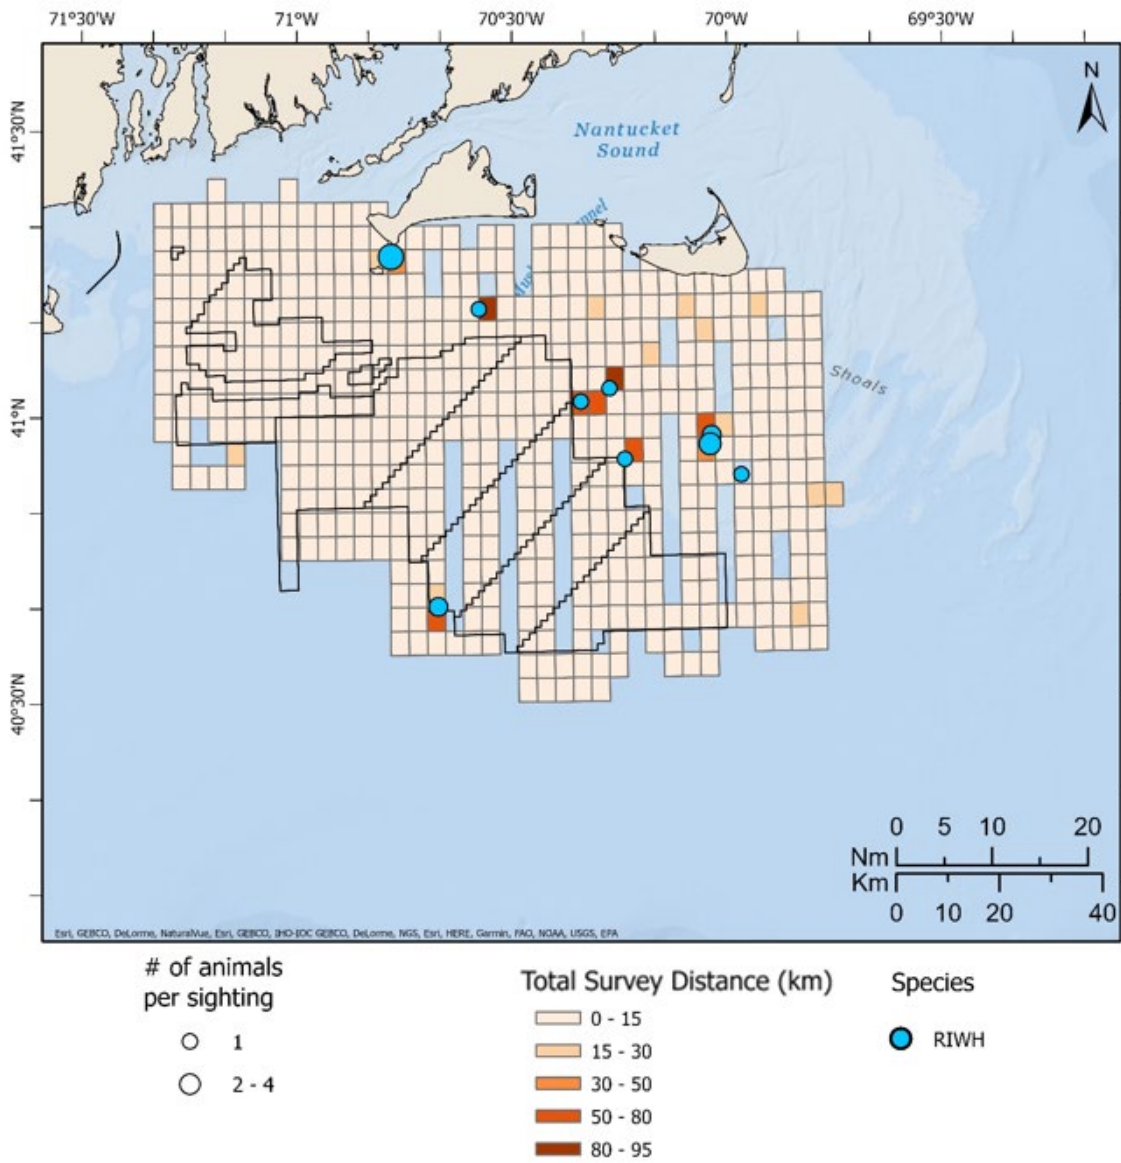 71°30'W 71°W 70°30'W 70°W 69°30'W
N
41°30'N
Nantucket
Sound
41°N
Shoals
40°30'N
0 5 10 20
Nm
Km
0 10 20 40
Esri, GEBCO, DeLorme, NaturalVue, Esri, GEBCO, IHO-IOC GEBCO, DeLorme, NGS, Esri, HERE, Garmin, FAO, NOAA, USGS, EPA
# of animals
per sighting
1
2 - 4
Total Survey Distance (km)
0 - 15
15 - 30
30 - 50
50 - 80
80 - 95
Species
RIWH